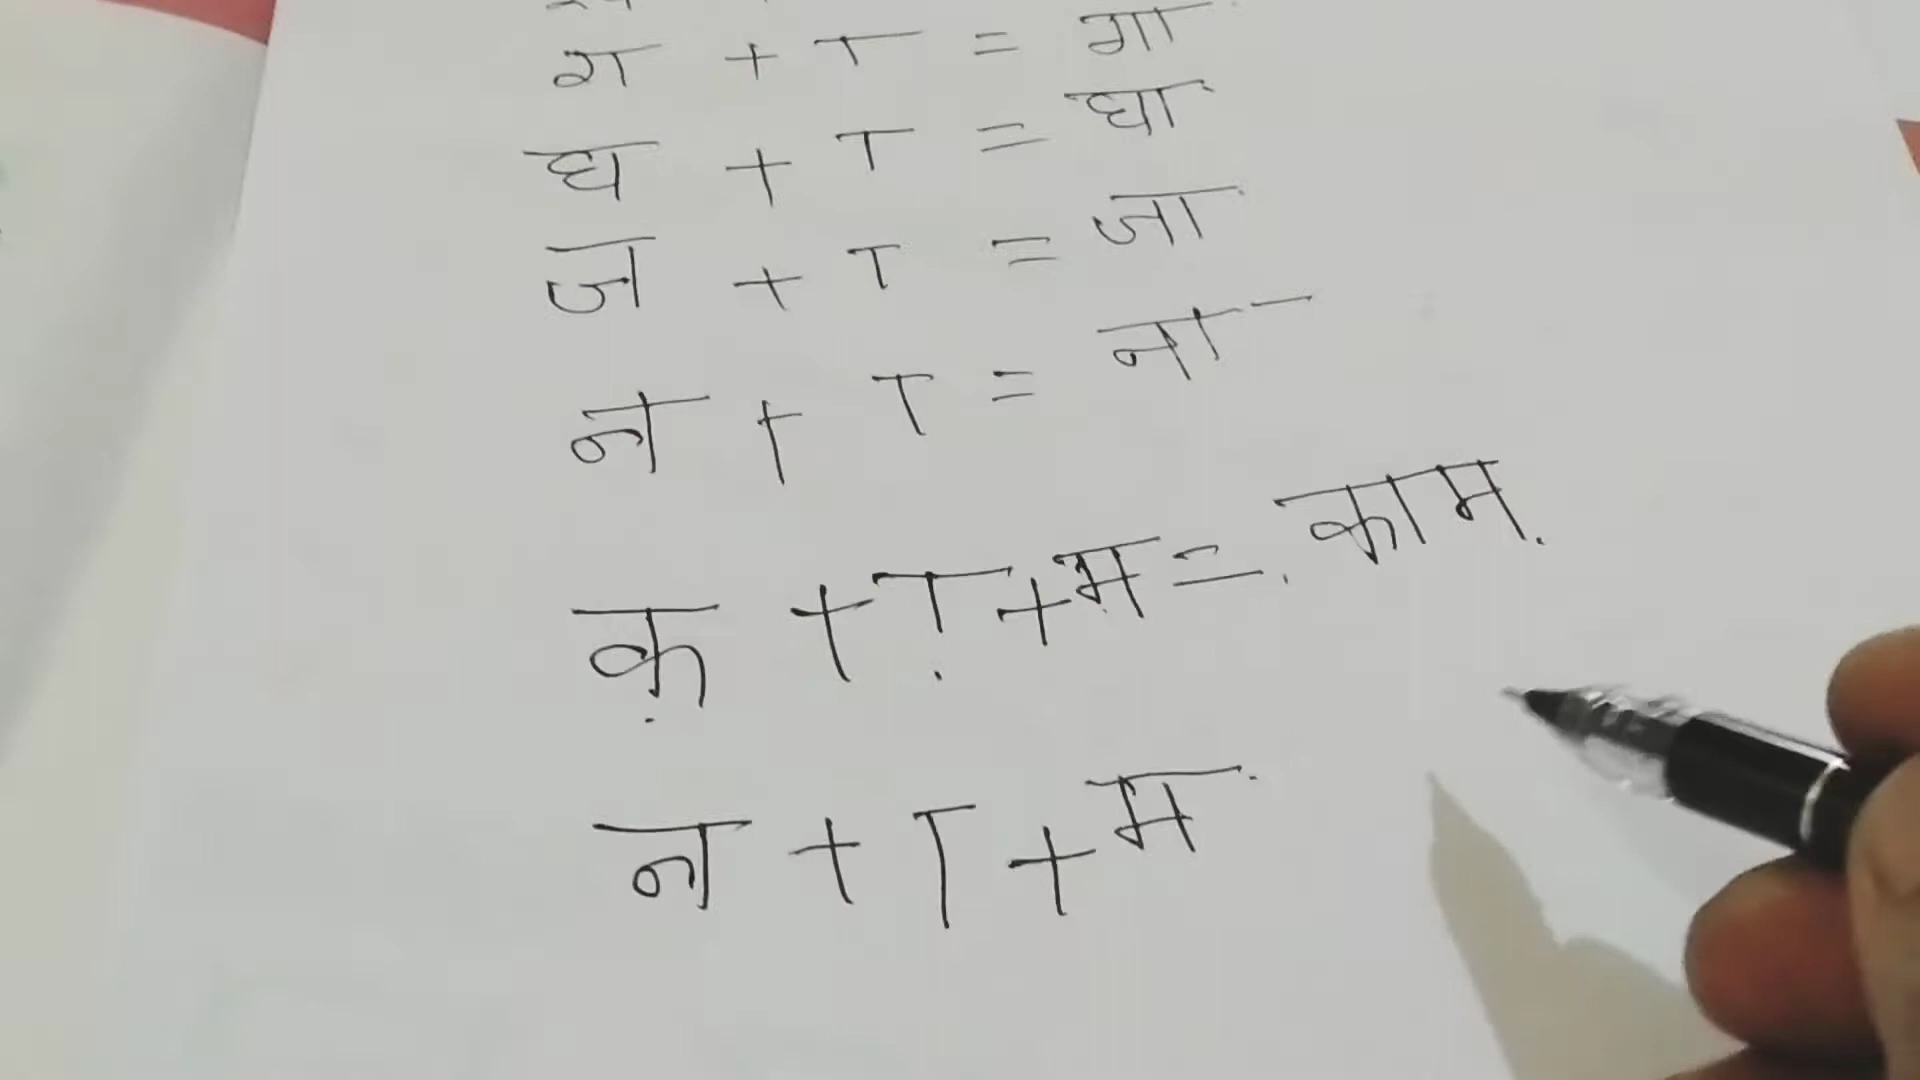 ग + ा = गा
घ + ा = घा
ज + ा = जा
न + ा = ना
क + ा + म = काम
न + ा + म